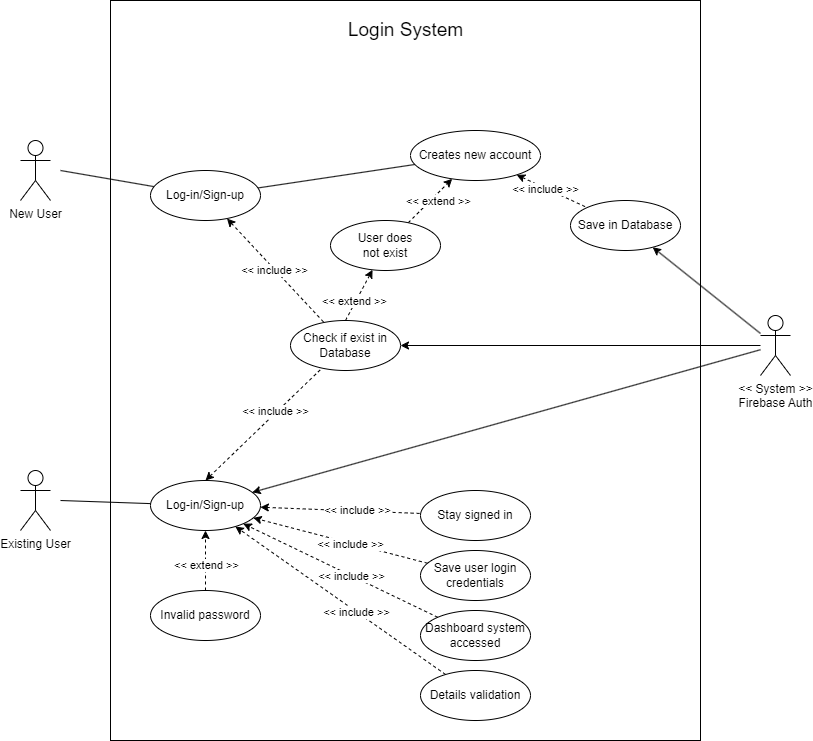 Login System
Creates new account
New User
Log-in/Sign-up
<< include >>
<< extend >>
Save in Database
User does
not exist
<< include >>
<< extend >>
Check if exist in
Database
<< System >>
Firebase Auth
<< include >>
Existing User
Log-in/Sign-up
<< include >>
Stay signed in
<< include >>
<< extend >>
Save user login
credentials
<< include >>
<< include >>
Invalid password
Dashboard system
accessed
Details validation